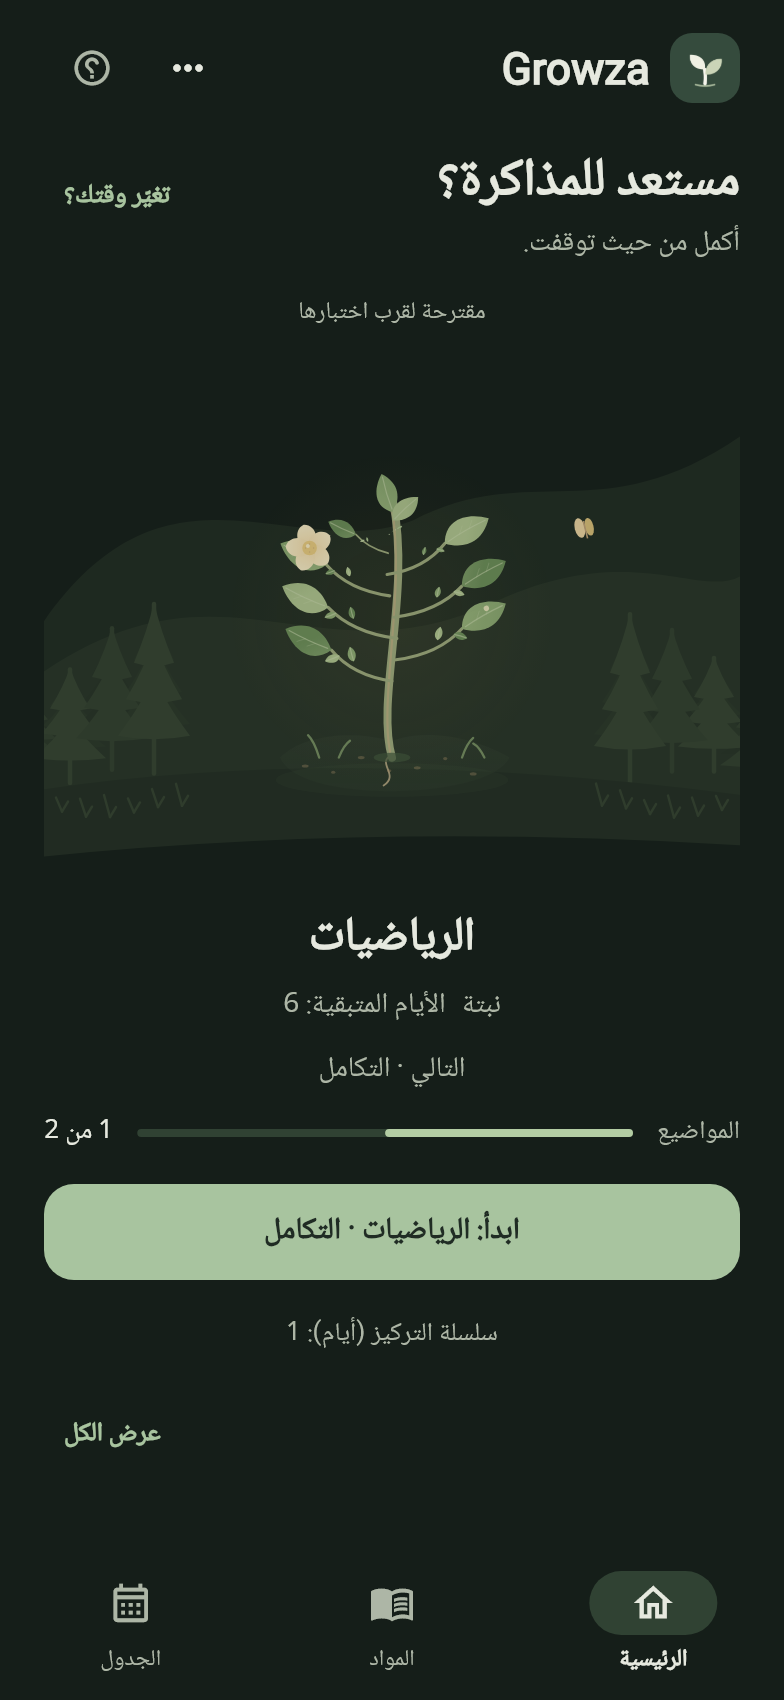 Growza
مستعد للمذاكرة؟
تغيّر وقتك؟
أكمل من حيث توقفت.
مقترحة لقرب اختبارها
الرياضيات
نبتة الأيام المتبقية: 6
التالي · التكامل
المواضيع 1 من 2
ابدأ: الرياضيات · التكامل
سلسلة التركيز (أيام): 1
عرض الكل
الرئيسية المواد الجدول